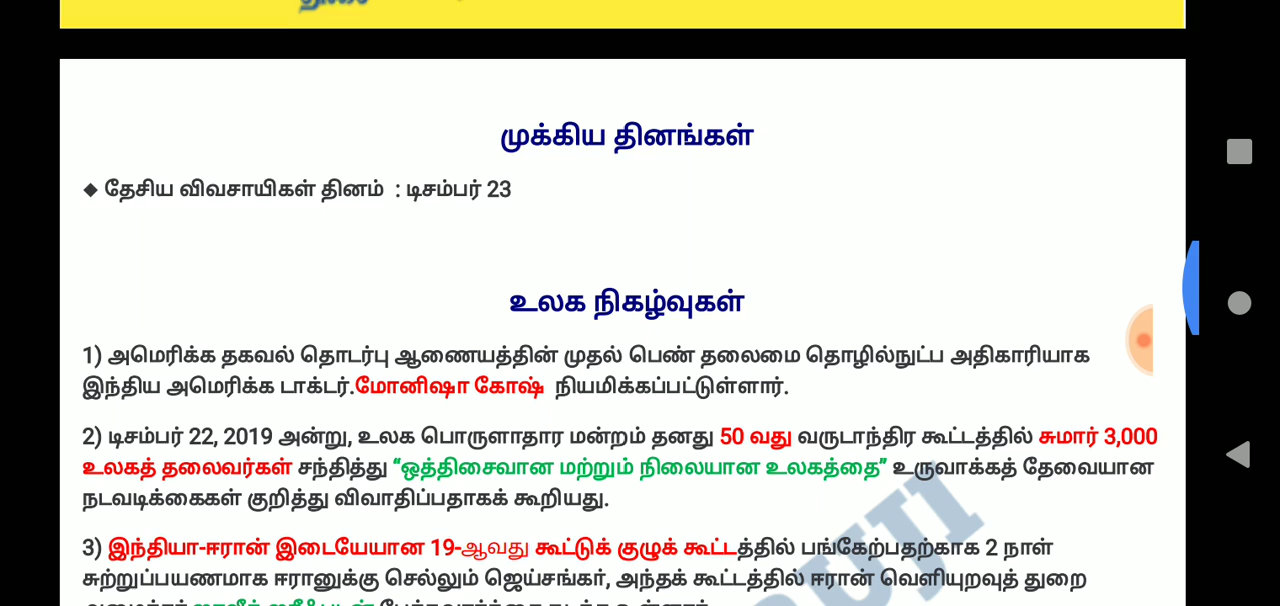 முக்கிய தினங்கள்
◆ தேசிய விவசாயிகள் தினம் : டிசம்பர் 23
உலக நிகழ்வுகள்
1) அமெரிக்க தகவல் தொடர்பு ஆணையத்தின் முதல் பெண் தலைமை தொழில்நுட்ப அதிகாரியாக
இந்திய அமெரிக்க டாக்டர்.மோனிஷா கோஷ் நியமிக்கப்பட்டுள்ளார்.
2) டிசம்பர் 22, 2019 அன்று, உலக பொருளாதார மன்றம் தனது 50 வது வருடாந்திர கூட்டத்தில் சுமார் 3,000
உலகத் தலைவர்கள் சந்தித்து “ஒத்திசைவான மற்றும் நிலையான உலகத்தை” உருவாக்கத் தேவையான
நடவடிக்கைகள் குறித்து விவாதிப்பதாகக் கூறியது.
3) இந்தியா-ஈரான் இடையேயான 19-ஆவது கூட்டுக் குழுக் கூட்டத்தில் பங்கேற்பதற்காக 2 நாள்
சுற்றுப்பயணமாக ஈரானுக்கு செல்லும் ஜெய்சங்கர், அந்தக் கூட்டத்தில் ஈரான் வெளியுறவுத் துறை